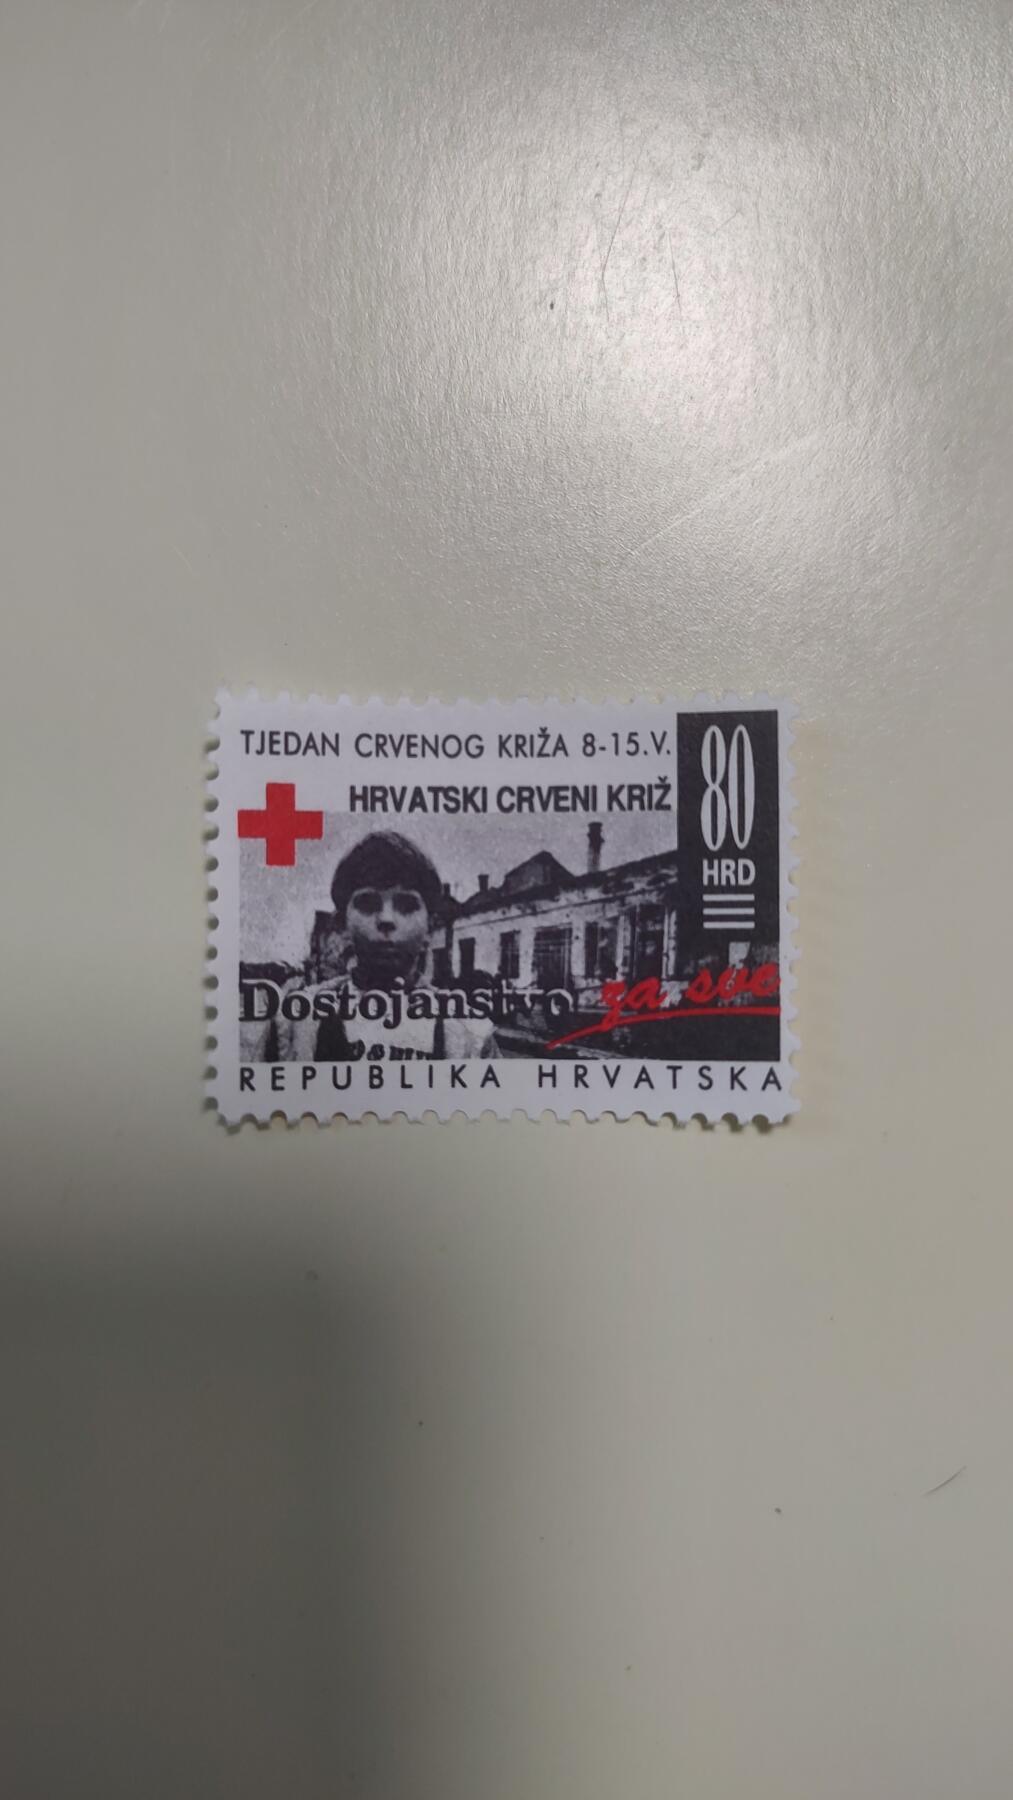 TJEDAN CRVENOG KRIŽA 8-15.V.
80
HRD
HRVATSKI CRVENI KRIŽ
Dostojanstvo za sve
REPUBLIKA HRVATSKA